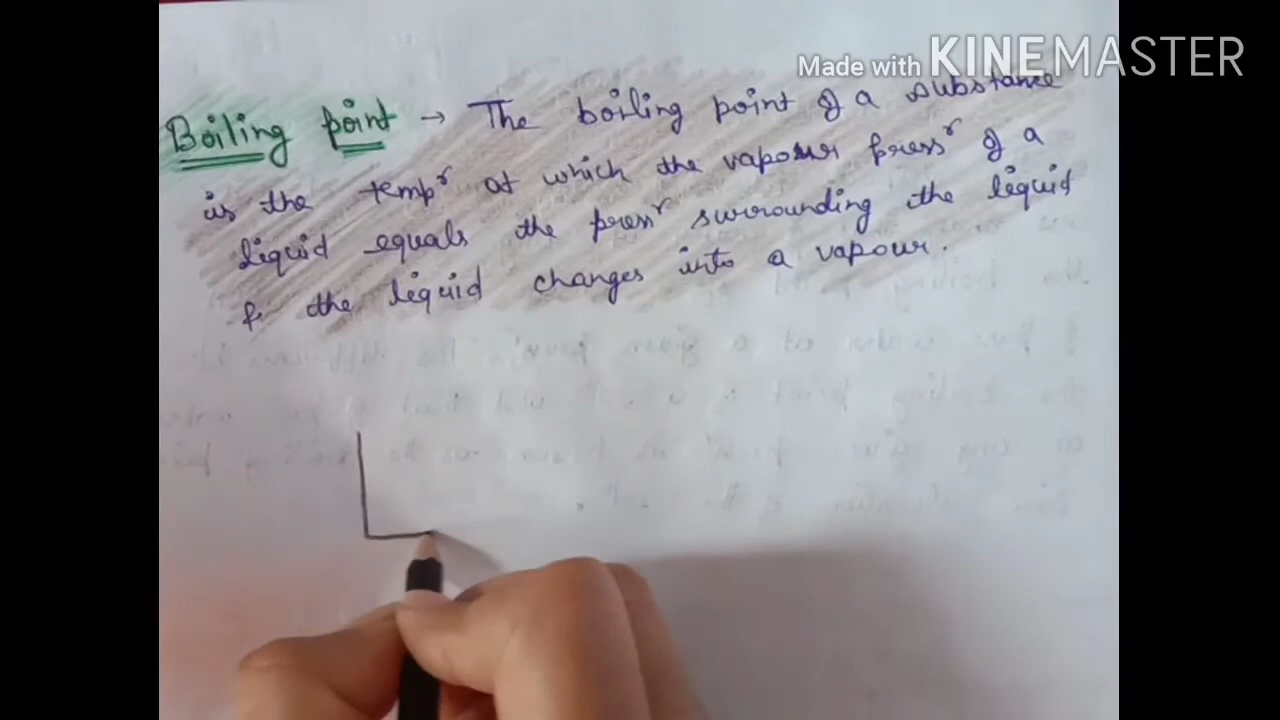 Made with KINEMASTER
Boiling point → The boiling point of a substance
is the tempr at which the vapour pressr of a
liquid equals the pressr surrounding the liquid
& the liquid changes into a vapour.